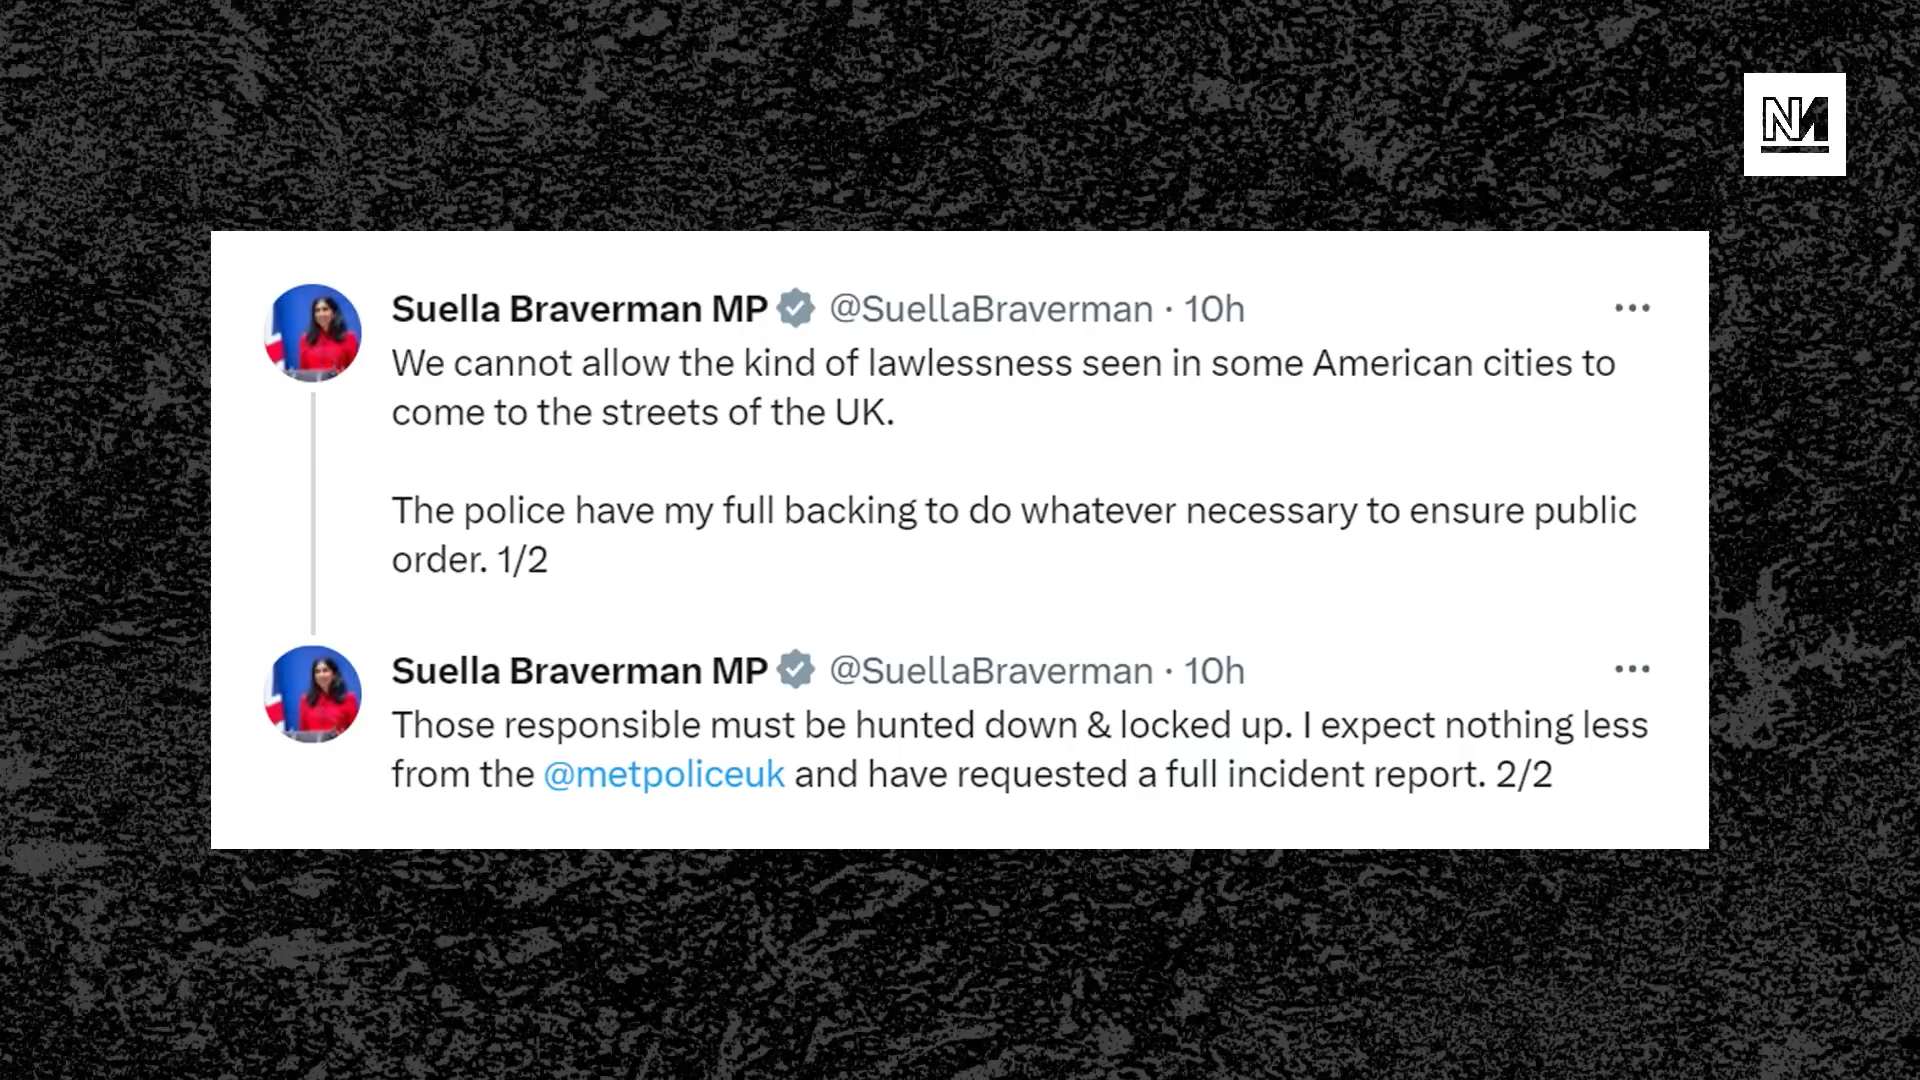 NM
Suella Braverman MP @SuellaBraverman · 10h
We cannot allow the kind of lawlessness seen in some American cities to
come to the streets of the UK.
The police have my full backing to do whatever necessary to ensure public
order. 1/2
Suella Braverman MP @SuellaBraverman · 10h
Those responsible must be hunted down & locked up. I expect nothing less
from the @metpoliceuk and have requested a full incident report. 2/2